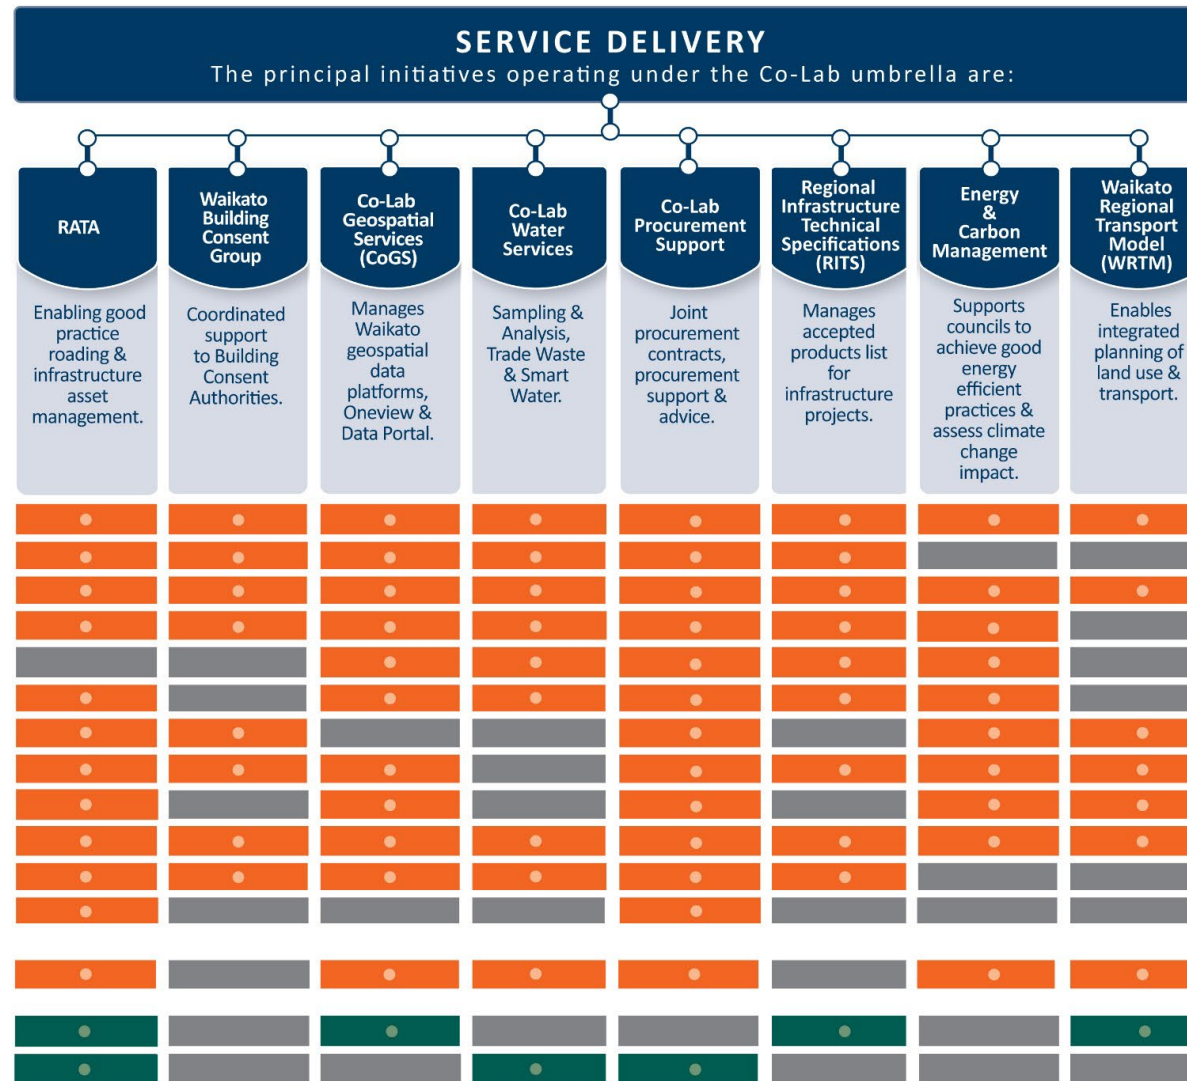 SERVICE DELIVERY
The principal initiatives operating under the Co-Lab umbrella are:
RATA
Enabling good
practice
roading &
infrastructure
asset
management.
Waikato
Building
Consent
Group
Coordinated
support
to Building
Consent
Authorities.
Co-Lab
Geospatial
Services
(CoGS)
Manages
Waikato
geospatial
data
platforms,
Oneview &
Data Portal.
Co-Lab
Water
Services
Sampling &
Analysis,
Trade Waste
& Smart
Water.
Co-Lab
Procurement
Support
Joint
procurement
contracts,
procurement
support &
advice.
Regional
Infrastructure
Technical
Specifications
(RITS)
Manages
accepted
products list
for
infrastructure
projects.
Energy
&
Carbon
Management
Supports
councils to
achieve good
energy
efficient
practices &
assess climate
change
impact.
Waikato
Regional
Transport
Model
(WRTM)
Enables
integrated
planning of
land use &
transport.